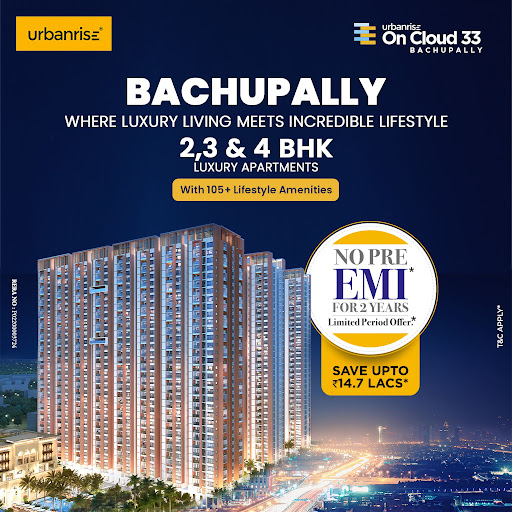 urbanrise®
urbanrise
On Cloud 33
BACHUPALLY
BACHUPALLY
WHERE LUXURY LIVING MEETS INCREDIBLE LIFESTYLE
2,3 & 4 BHK
LUXURY APARTMENTS
With 105+ Lifestyle Amenities
NO PRE
EMI*
FOR 2 YEARS
Limited Period Offer.*
SAVE UPTO
₹14.7 LACS*
RERA NO :
T&C APPLY*